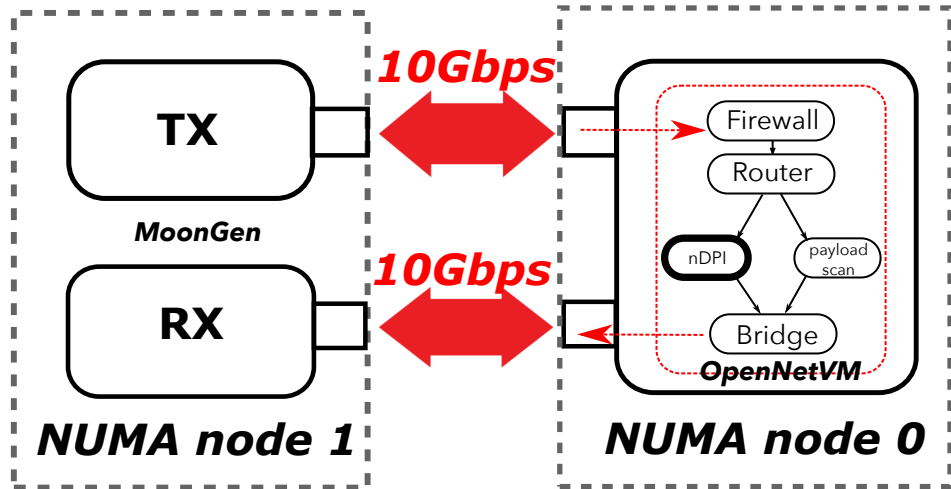 TX
MoonGen
RX
NUMA node 1
10Gbps
10Gbps
Firewall
Router
nDPI
payload
scan
Bridge
OpenNetVM
NUMA node 0